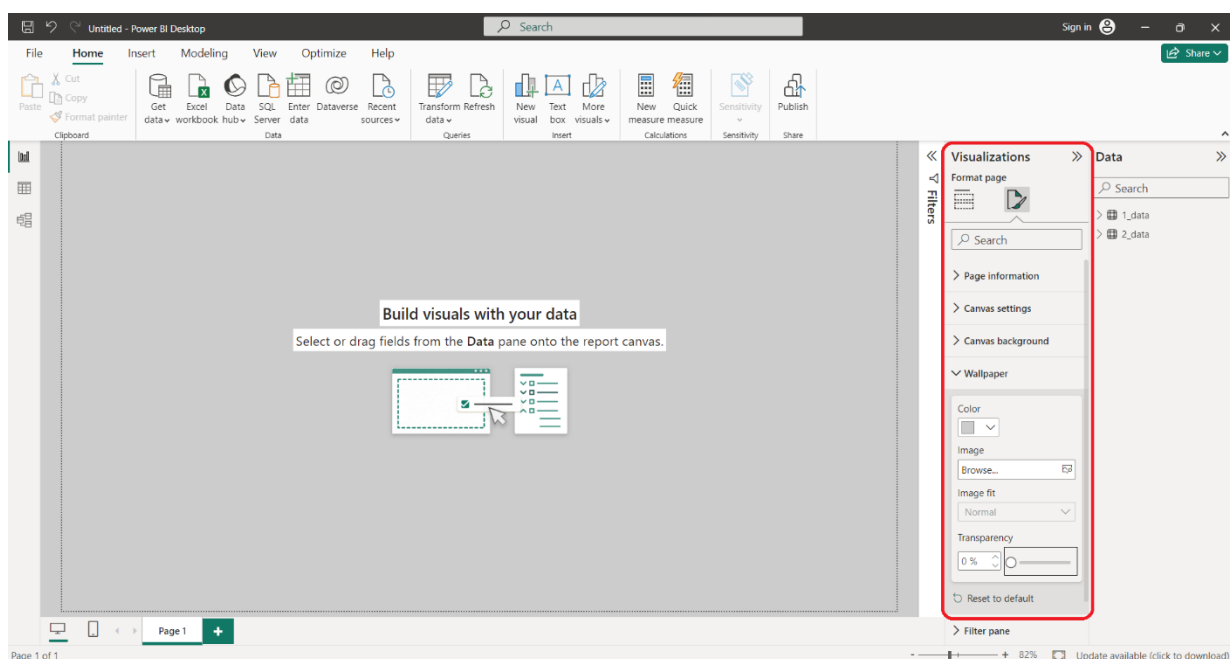 Untitled - Power BI Desktop
Search
Sign in
File Home Insert Modeling View Optimize Help
Share
Paste
Cut
Copy
Format painter
Clipboard
Get data
Excel workbook
Data hub
SQL Server
Enter data
Dataverse
Recent sources
Data
Transform data
Refresh
Queries
New visual
Text box
More visuals
Insert
New measure
Quick measure
Calculations
Sensitivity
Sensitivity
Publish
Share
Build visuals with your data
Select or drag fields from the Data pane onto the report canvas.
Filters
Visualizations
Format page
Search
Page information
Canvas settings
Canvas background
Wallpaper
Color
Image
Browse...
Image fit
Normal
Transparency
0 %
Reset to default
Filter pane
Data
Search
1_data
2_data
Page 1
Page 1 of 1
- + 82%
Update available (click to download)